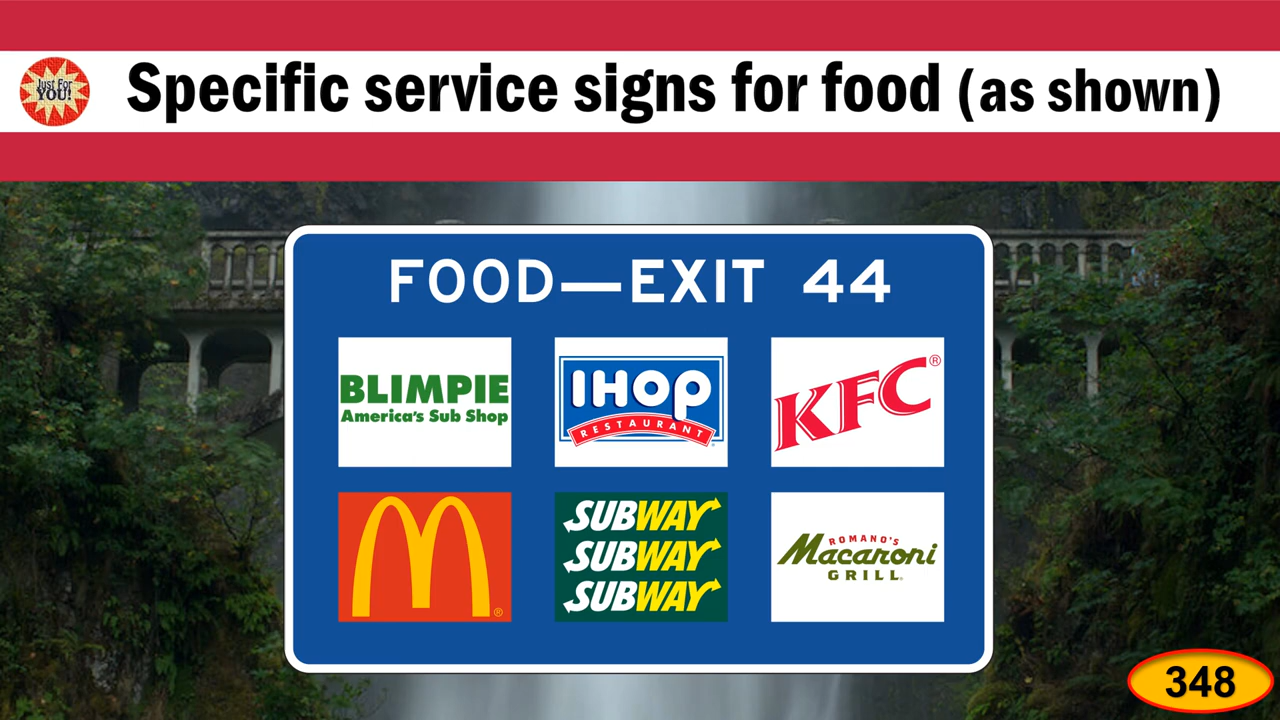 Just For
YOU!
Specific service signs for food (as shown)
FOOD—EXIT 44
BLIMPIE
America's Sub Shop
IHOP
RESTAURANT
KFC®
M
®
SUBWAY
SUBWAY
SUBWAY
ROMANO'S
Macaroni
GRILL
348